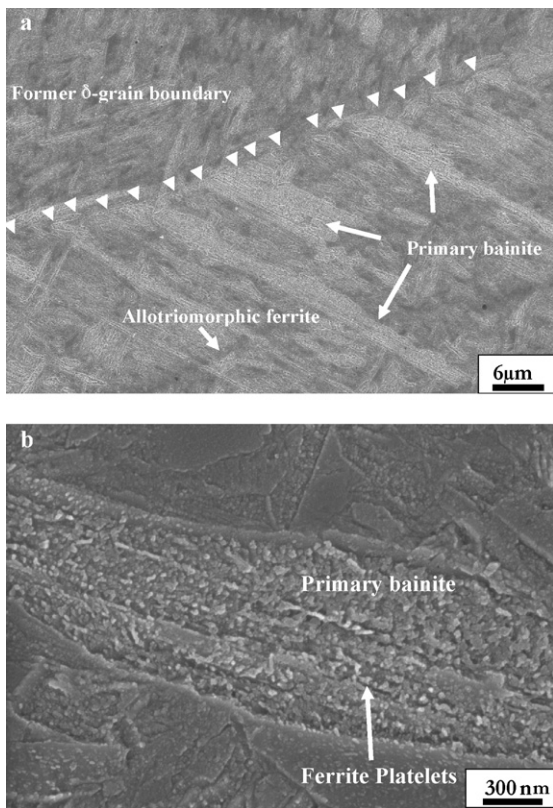 a
Former δ-grain boundary
Primary bainite
Allotriomorphic ferrite
6μm
b
Primary bainite
Ferrite Platelets
300 nm